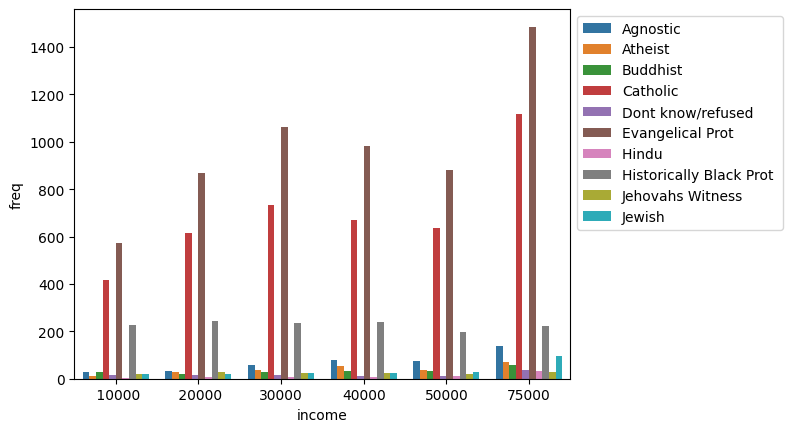 1400
1200
1000
800
600
400
200
0
freq
10000 20000 30000 40000 50000 75000
income
Agnostic
Atheist
Buddhist
Catholic
Dont know/refused
Evangelical Prot
Hindu
Historically Black Prot
Jehovahs Witness
Jewish